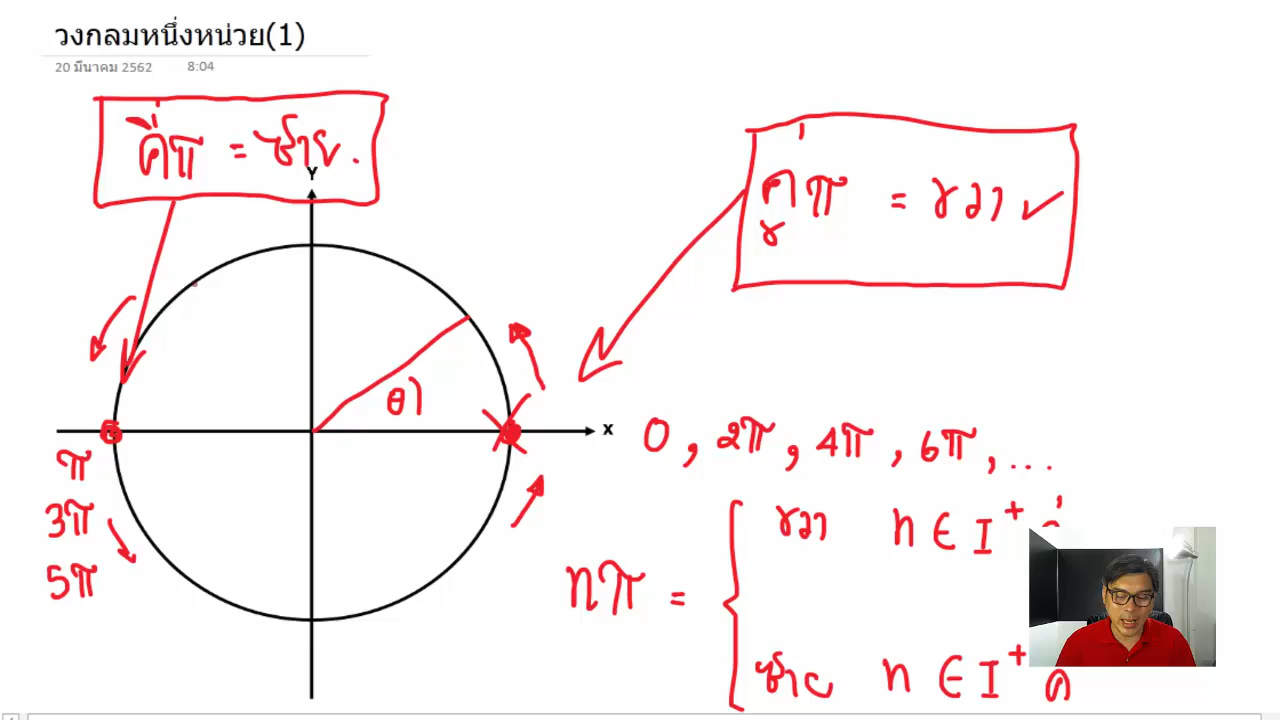 วงกลมหนึ่งหน่วย(1)
20 มีนาคม 2562 8:04
คี่π = ซ้าย.
คู่π = ขวา ✓
Y
θ
X
0, 2π, 4π, 6π, ...
π
3π
5π
nπ =
ขวา n ∈ I⁺
ซ้าย n ∈ I⁺